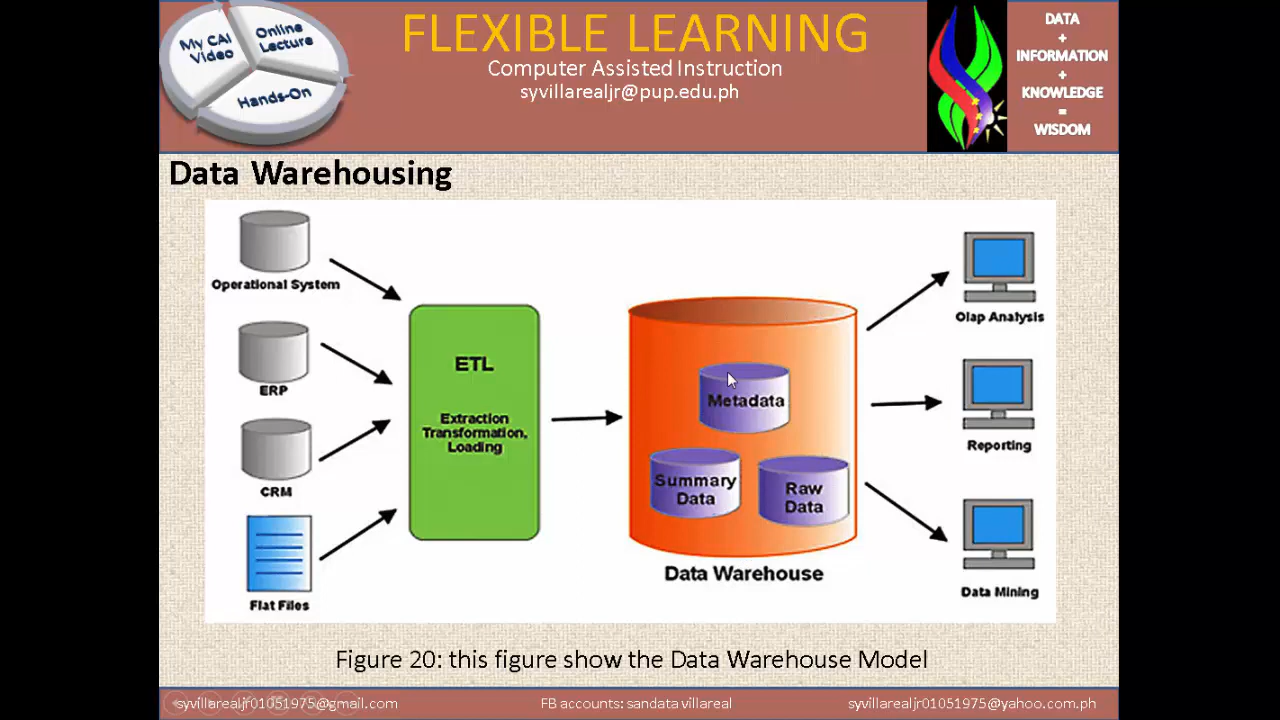 My CAI
Video
Online
Lecture
Hands-On
FLEXIBLE LEARNING
Computer Assisted Instruction
syvillarealjr@pup.edu.ph
DATA
+
INFORMATION
+
KNOWLEDGE
=
WISDOM
Data Warehousing
Operational System
ERP
CRM
Flat Files
ETL
Extraction
Transformation,
Loading
Metadata
Summary
Data
Raw
Data
Data Warehouse
Olap Analysis
Reporting
Data Mining
Figure 20: this figure show the Data Warehouse Model
syvillarealjr01051975@gmail.com
FB accounts: sandata villareal
syvillarealjr01051975@yahoo.com.ph